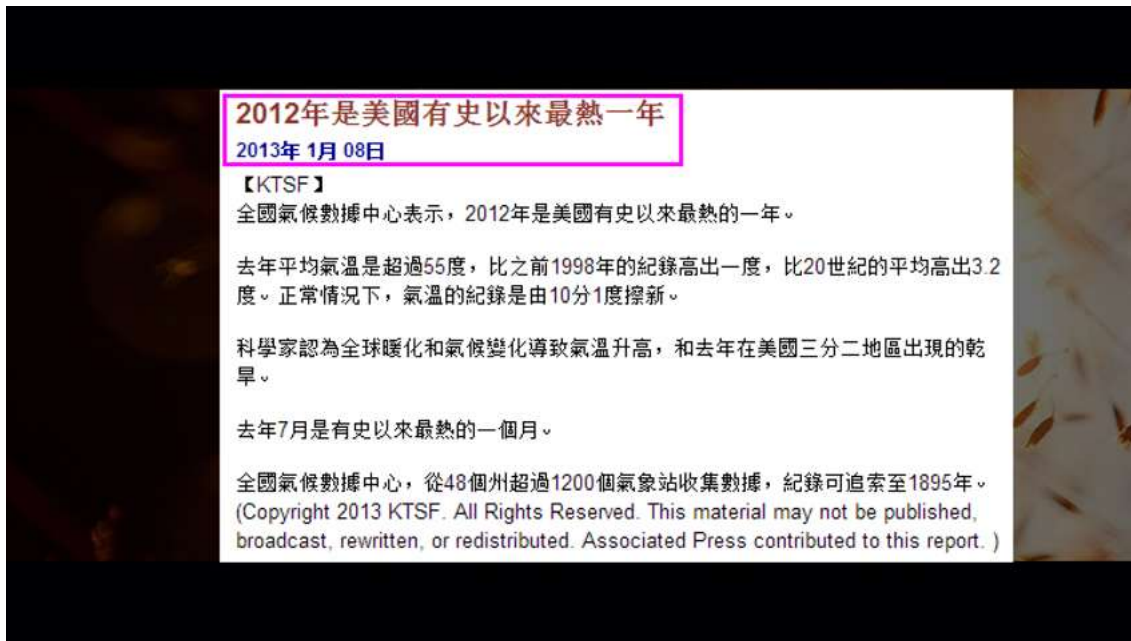 2012年是美國有史以來最熱一年
2013年 1月 08日
【KTSF】
全國氣候數據中心表示，2012年是美國有史以來最熱的一年。
去年平均氣溫是超過55度，比之前1998年的紀錄高出一度，比20世紀的平均高出3.2
度。正常情況下，氣溫的紀錄是由10分1度擦新。
科學家認為全球暖化和氣候變化導致氣溫升高，和去年在美國三分二地區出現的乾
旱。
去年7月是有史以來最熱的一個月。
全國氣候數據中心，從48個州超過1200個氣象站收集數據，紀錄可追索至1895年。
(Copyright 2013 KTSF. All Rights Reserved. This material may not be published,
broadcast, rewritten, or redistributed. Associated Press contributed to this report. )